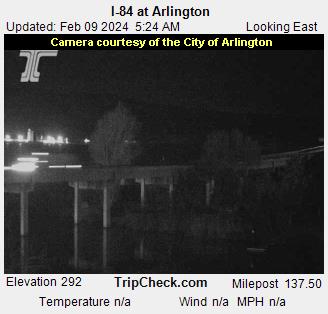 I-84 at Arlington
Updated: Feb 09 2024 5:24 AM Looking East
Camera courtesy of the City of Arlington
Elevation 292 TripCheck.com Milepost 137.50
Temperature n/a Wind n/a MPH n/a